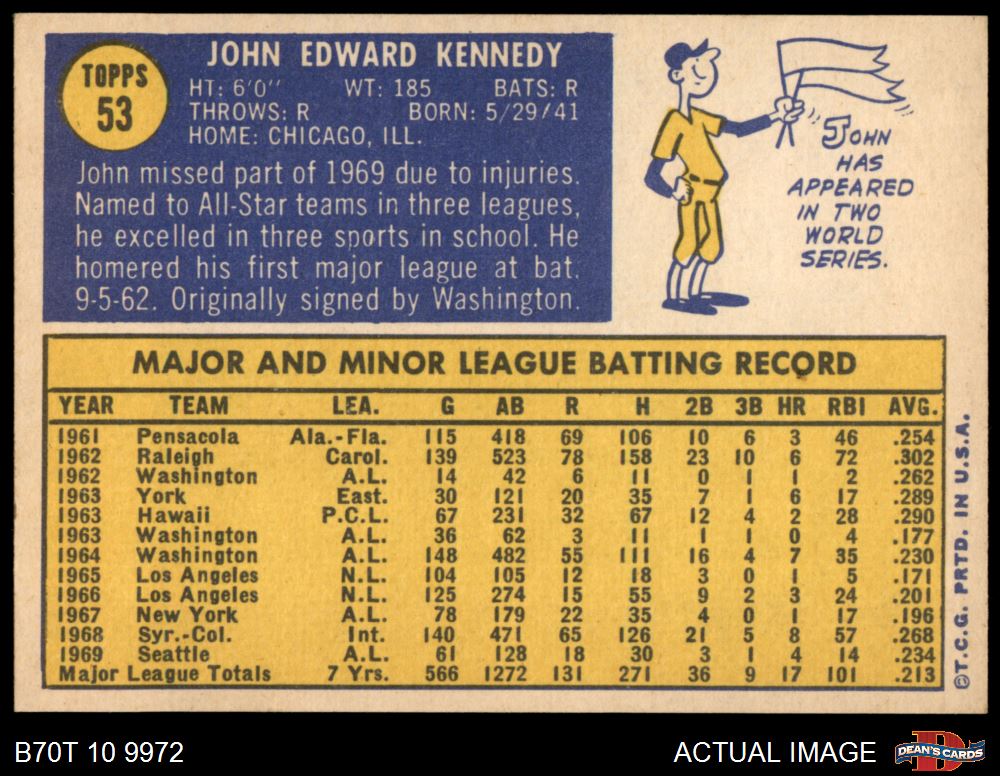 TOPPS
53
JOHN EDWARD KENNEDY
HT: 6'0" WT: 185 BATS: R
THROWS: R BORN: 5/29/41
HOME: CHICAGO, ILL.
John missed part of 1969 due to injuries.
Named to All-Star teams in three leagues,
he excelled in three sports in school. He
homered his first major league at bat.
9-5-62. Originally signed by Washington.
JOHN
HAS
APPEARED
IN TWO
WORLD
SERIES.
MAJOR AND MINOR LEAGUE BATTING RECORD
YEAR TEAM LEA. G AB R H 2B 3B HR RBI AVG.
1961 Pensacola Ala.-Fla. 115 418 69 106 10 6 3 46 .254
1962 Raleigh Carol. 139 523 78 158 23 10 6 72 .302
1962 Washington A.L. 14 42 6 11 0 1 1 2 .262
1963 York East. 30 121 20 35 7 1 6 17 .289
1963 Hawaii P.C.L. 67 231 32 67 12 4 2 28 .290
1963 Washington A.L. 36 62 3 11 1 1 0 4 .177
1964 Washington A.L. 148 482 55 111 16 4 7 35 .230
1965 Los Angeles N.L. 104 105 12 18 3 0 1 5 .171
1966 Los Angeles N.L. 125 274 15 55 9 2 3 24 .201
1967 New York A.L. 78 179 22 35 4 0 1 17 .196
1968 Syr.-Col. Int. 140 471 65 126 21 5 8 57 .268
1969 Seattle A.L. 61 128 18 30 3 1 4 14 .234
Major League Totals 7 Yrs. 566 1272 131 271 36 9 17 101 .213
©T.C.G. PRTD. IN U.S.A.
B70T 10 9972
ACTUAL IMAGE
DEAN'S CARDS